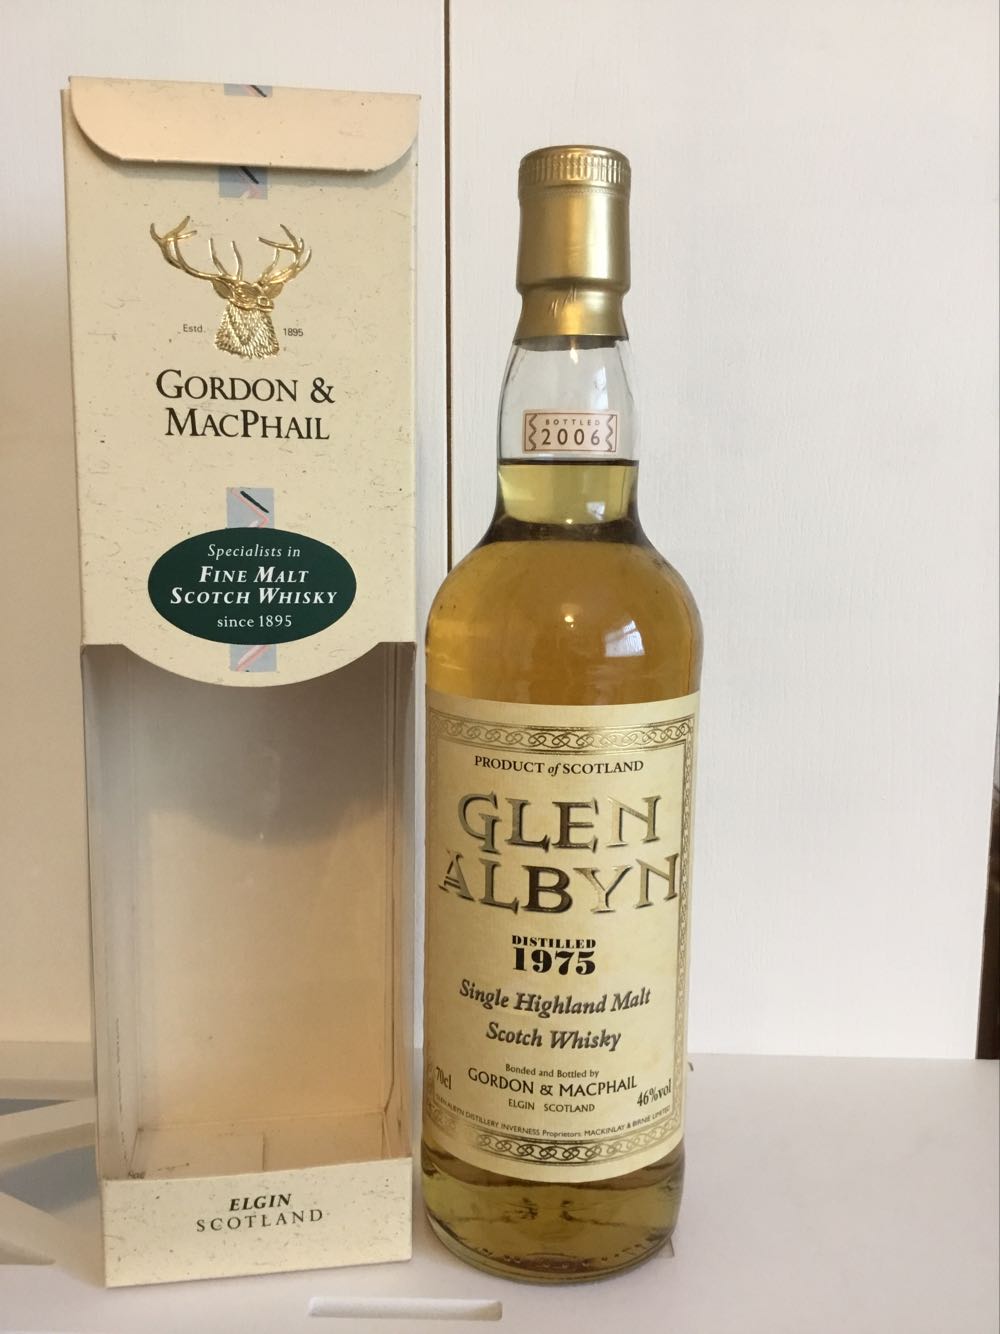 Estd. 1895
GORDON &
MACPHAIL
Specialists in
FINE MALT
SCOTCH WHISKY
since 1895
ELGIN
SCOTLAND
BOTTLED
2006
PRODUCT of SCOTLAND
GLEN
ALBYN
DISTILLED
1975
Single Highland Malt
Scotch Whisky
Bonded and Bottled by
70cl GORDON & MACPHAIL 46%vol
ELGIN SCOTLAND
GLEN ALBYN DISTILLERY INVERNESS Proprietors: MACKINLAY & BIRNIE LIMITED